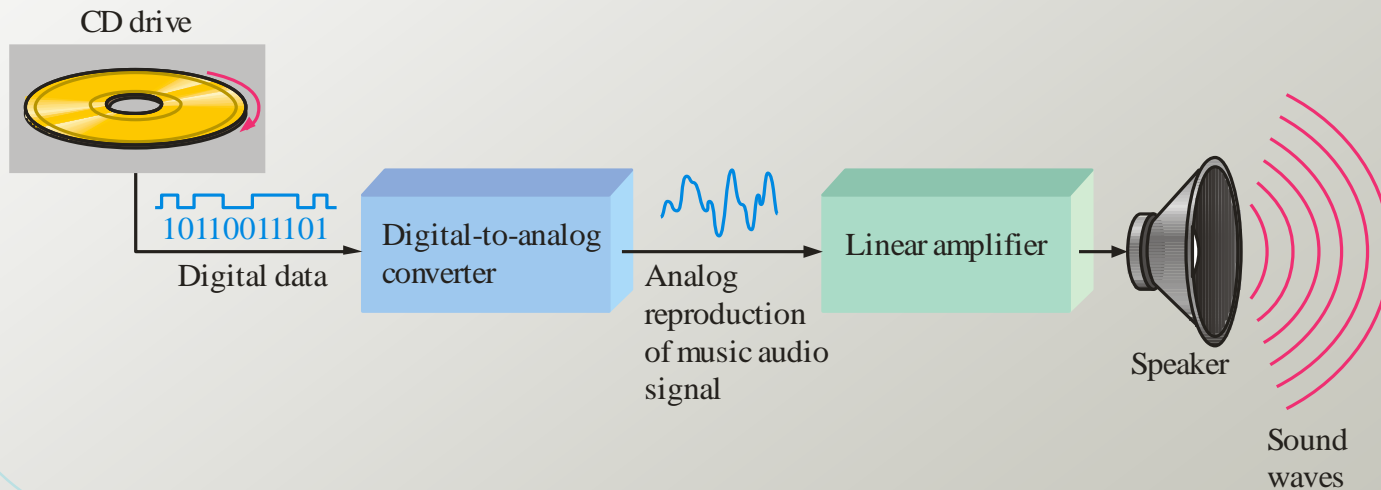 CD drive
10110011101
Digital data
Digital-to-analog
converter
Analog
reproduction
of music audio
signal
Linear amplifier
Speaker
Sound
waves